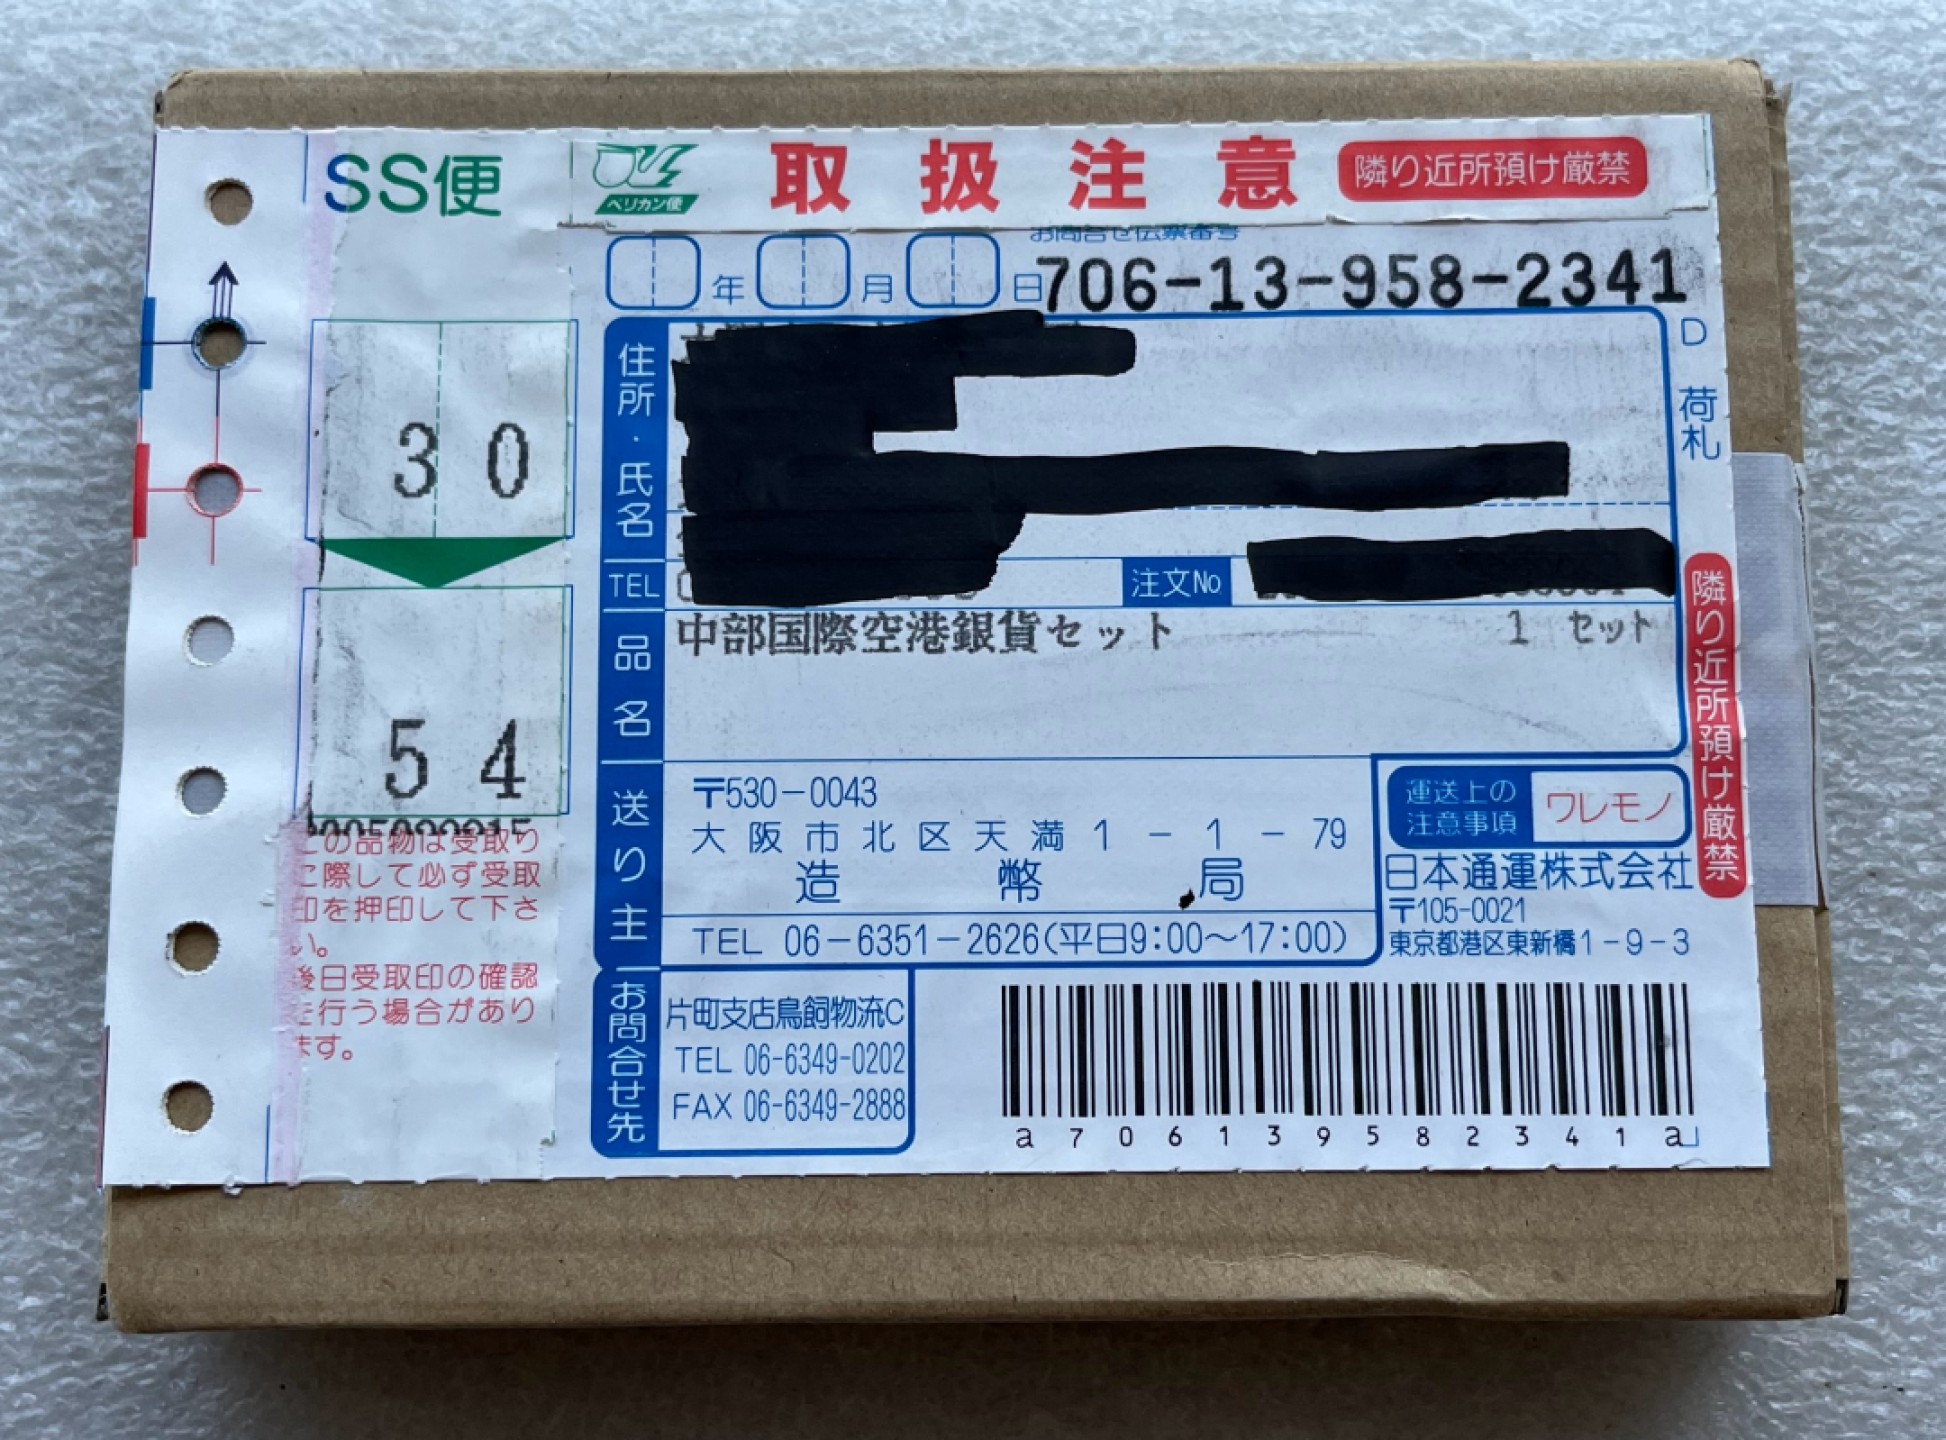 SS便
ペリカン便
取扱注意
隣り近所預け厳禁
年 月 日
お問合せ伝票番号
706-13-958-2341
D 荷札
30
54
住所・氏名
TEL
注文No
品名
中部国際空港銀貨セット 1 セット
隣り近所預け厳禁
送り主
〒530-0043
大阪市北区天満1-1-79
造幣局
TEL 06-6351-2626(平日9:00~17:00)
運送上の
注意事項
ワレモノ
日本通運株式会社
〒105-0021
東京都港区東新橋1-9-3
の品物は受取り
際して必ず受取
印を押印して下さ
い。
後日受取印の確認
を行う場合があり
ます。
お問合せ先
片町支店鳥飼物流C
TEL 06-6349-0202
FAX 06-6349-2888
a706139582341a